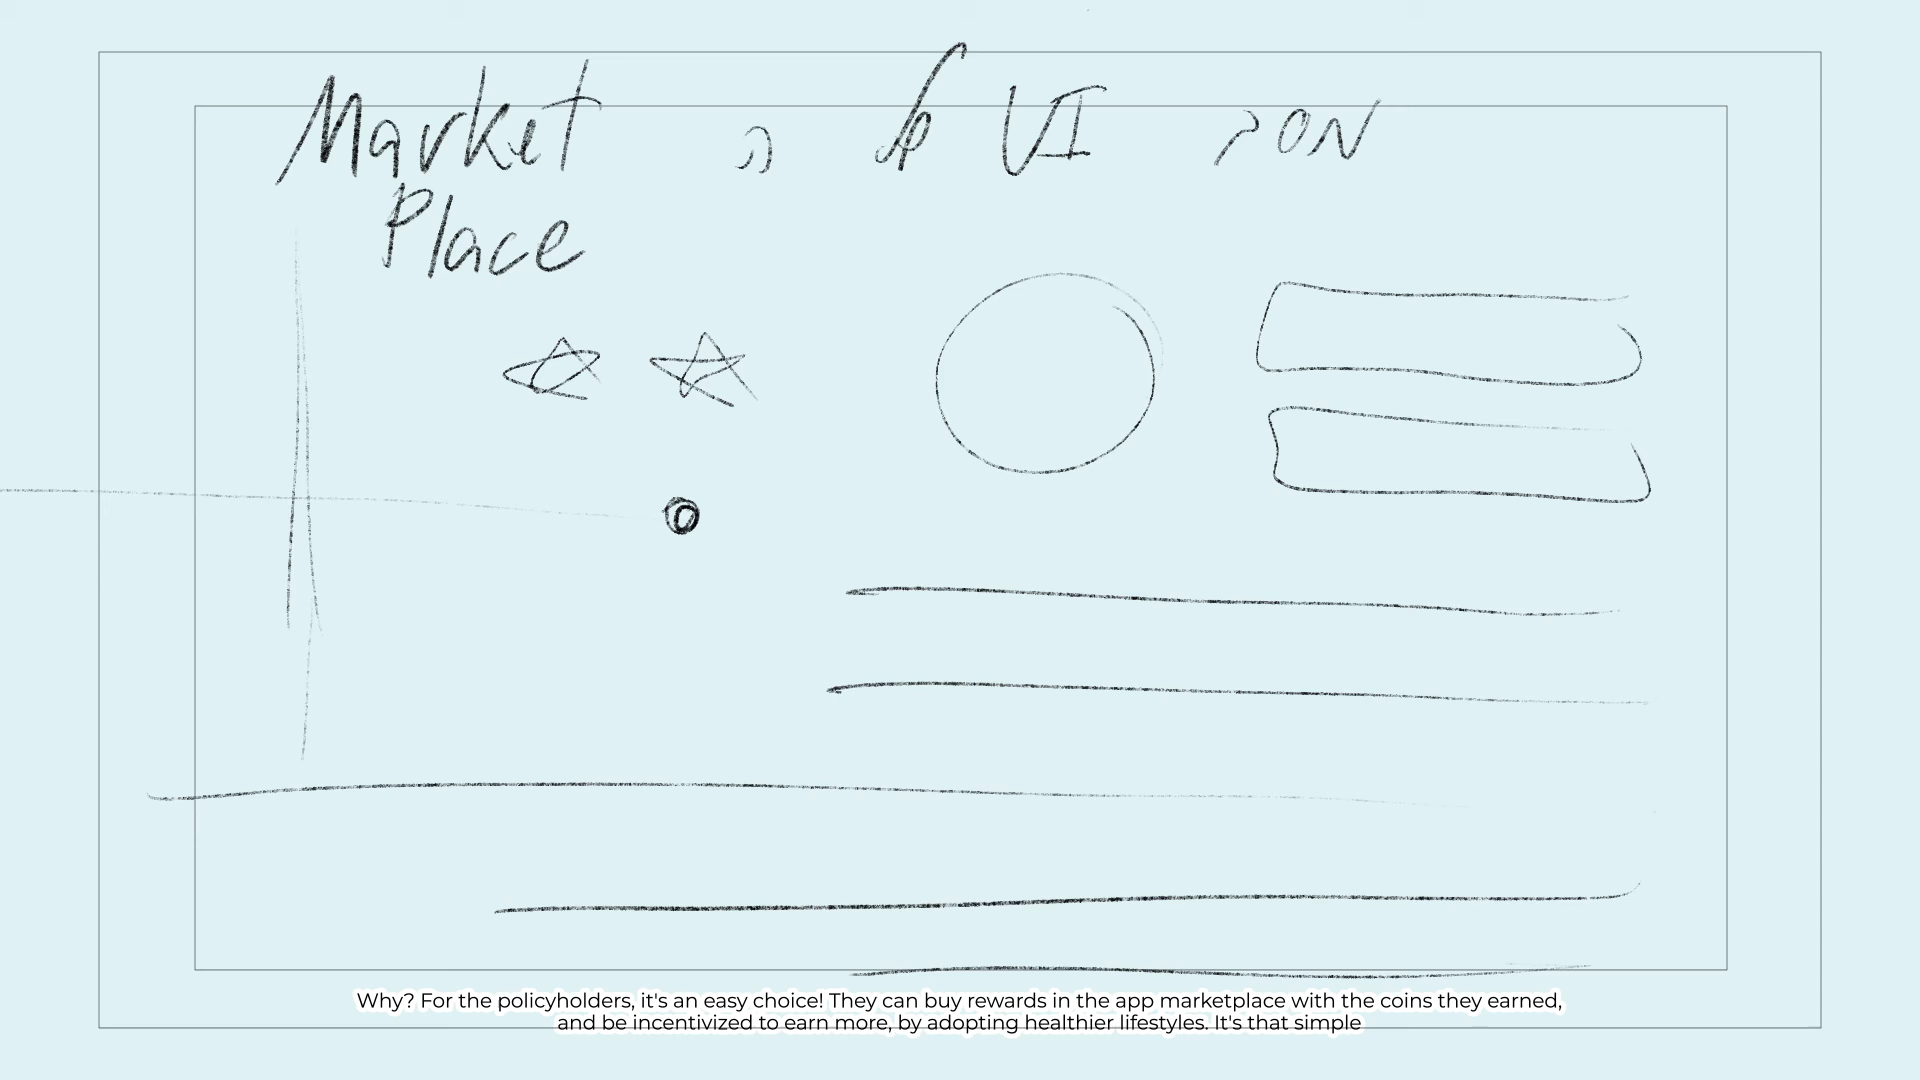 Market UI
Place
Why? For the policyholders, it's an easy choice! They can buy rewards in the app marketplace with the coins they earned,
and be incentivized to earn more, by adopting healthier lifestyles. It's that simple